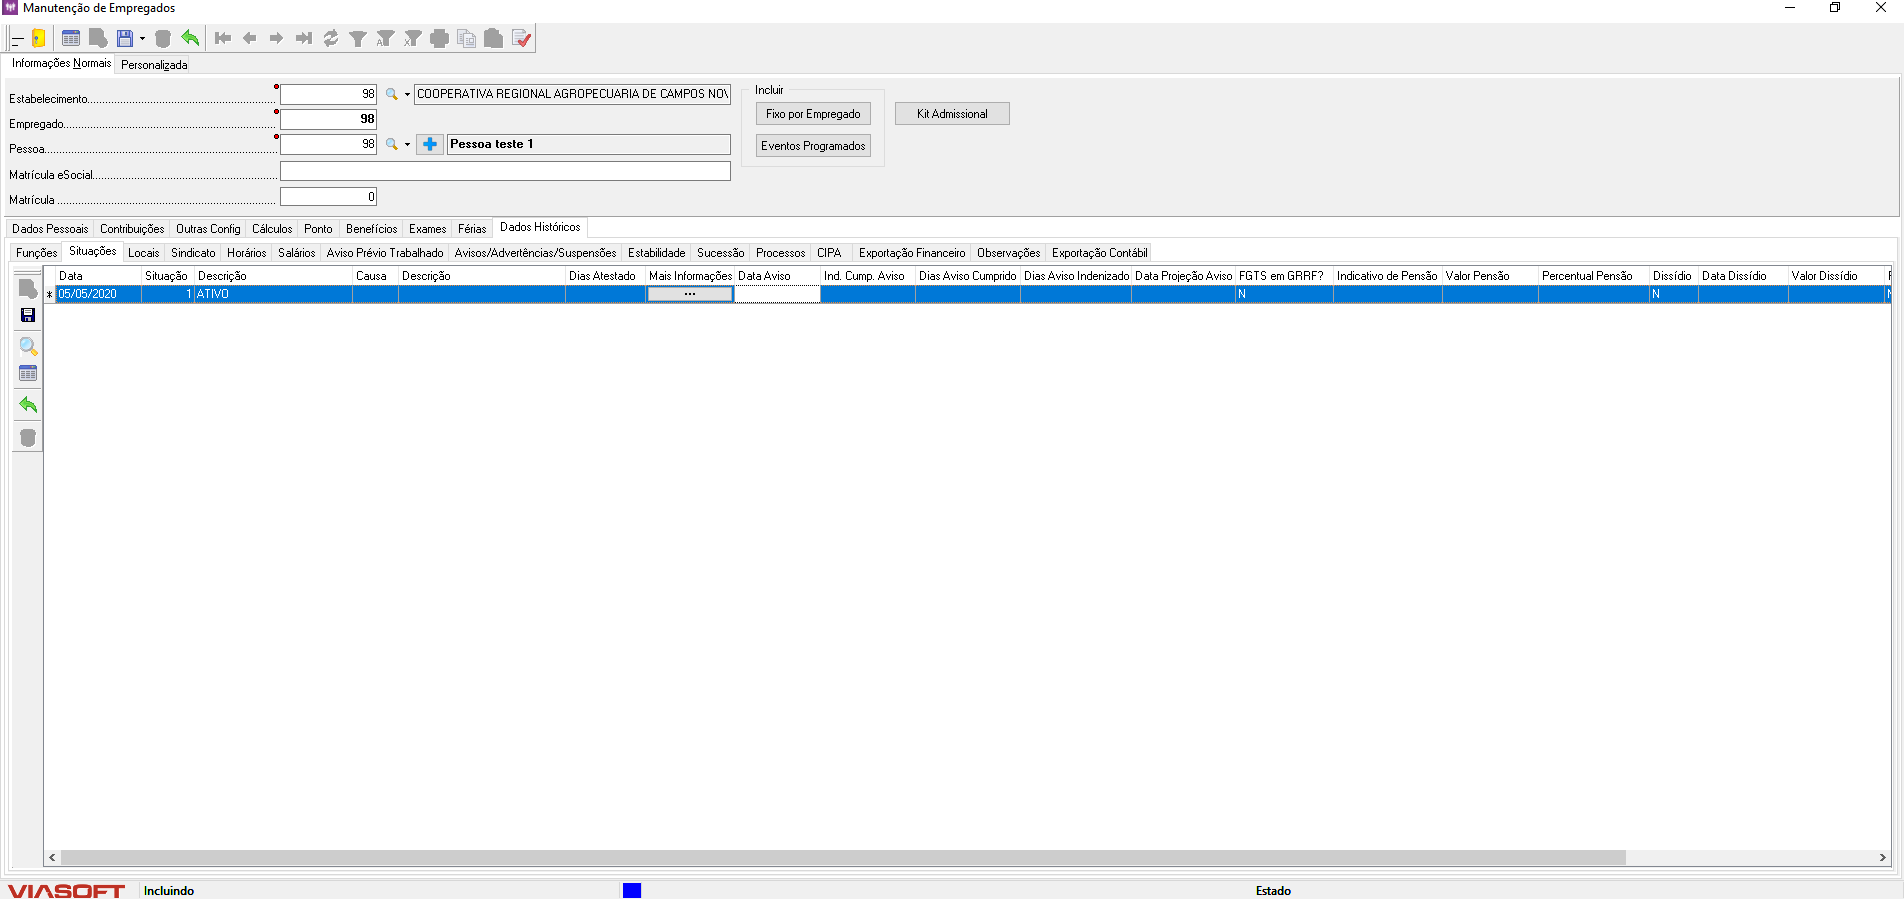 Manutenção de Empregados
Informações Normais Personalizada
Estabelecimento 98 COOPERATIVA REGIONAL AGROPECUARIA DE CAMPOS NOV
Empregado 98
Pessoa 98 Pessoa teste 1
Matrícula eSocial
Matrícula 0
Incluir
Fixo por Empregado
Eventos Programados
Kit Admissional
Dados Pessoais Contribuições Outras Config Cálculos Ponto Benefícios Exames Férias Dados Históricos
Funções Situações Locais Sindicato Horários Salários Aviso Prévio Trabalhado Avisos/Advertências/Suspensões Estabilidade Sucessão Processos CIPA Exportação Financeiro Observações Exportação Contábil
Data Situação Descrição Causa Descrição Dias Atestado Mais Informações Data Aviso Ind. Cump. Aviso Dias Aviso Cumprido Dias Aviso Indenizado Data Projeção Aviso FGTS em GRRF? Indicativo de Pensão Valor Pensão Percentual Pensão Dissídio Data Dissídio Valor Dissídio
* 05/05/2020 1 ATIVO ... N N
VIASOFT Incluindo Estado